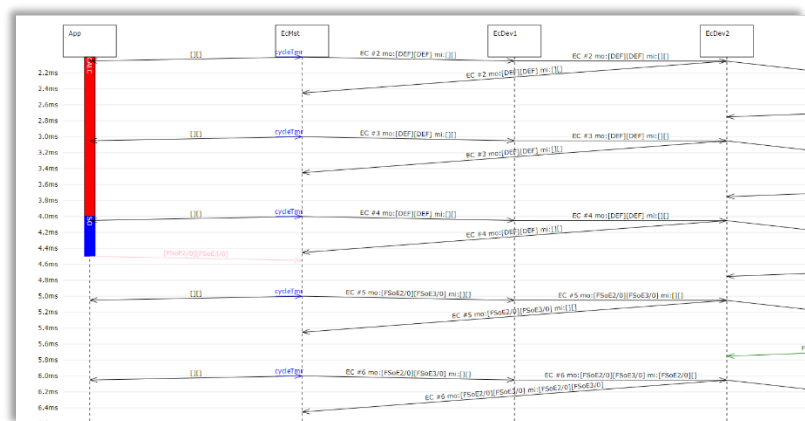 App
EcMst
EcDev1
EcDev2
CALC
[][]
cycleTmr
EC #2 mo:[DEF][DEF] mi:[][]
EC #2 mo:[DEF][DEF] mi:[][]
2.2ms
EC #2 mo:[DEF][DEF] mi:[][]
2.4ms
2.6ms
2.8ms
3.0ms
[][]
cycleTmr
EC #3 mo:[DEF][DEF] mi:[][]
EC #3 mo:[DEF][DEF] mi:[][]
3.2ms
EC #3 mo:[DEF][DEF] mi:[][]
3.4ms
3.6ms
3.8ms
4.0ms
[][]
cycleTmr
EC #4 mo:[DEF][DEF] mi:[][]
EC #4 mo:[DEF][DEF] mi:[][]
4.2ms
EC #4 mo:[DEF][DEF] mi:[][]
4.4ms
[FSoE2/0][FSoE3/0]
4.6ms
4.8ms
5.0ms
[][]
cycleTmr
EC #5 mo:[FSoE2/0][FSoE3/0] mi:[][]
EC #5 mo:[FSoE2/0][FSoE3/0] mi:[][]
5.2ms
EC #5 mo:[FSoE2/0][FSoE3/0] mi:[][]
5.4ms
5.6ms
F
5.8ms
6.0ms
[][]
cycleTmr
EC #6 mo:[FSoE2/0][FSoE3/0] mi:[][]
EC #6 mo:[FSoE2/0][FSoE3/0] mi:[FSoE2/0][]
6.2ms
EC #6 mo:[FSoE2/0][FSoE3/0] mi:[FSoE2/0][FSoE3/0]
6.4ms